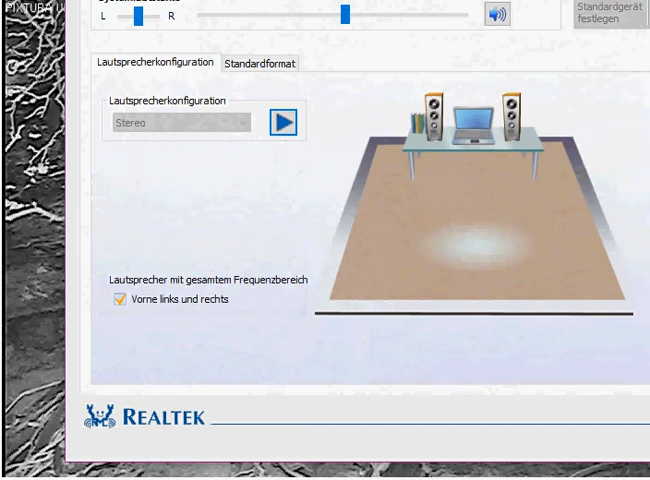 L
R
Standardgerät
festlegen
Lautsprecherkonfiguration
Standardformat
Lautsprecherkonfiguration
Stereo
Lautsprecher mit gesamtem Frequenzbereich
Vorne links und rechts
REALTEK